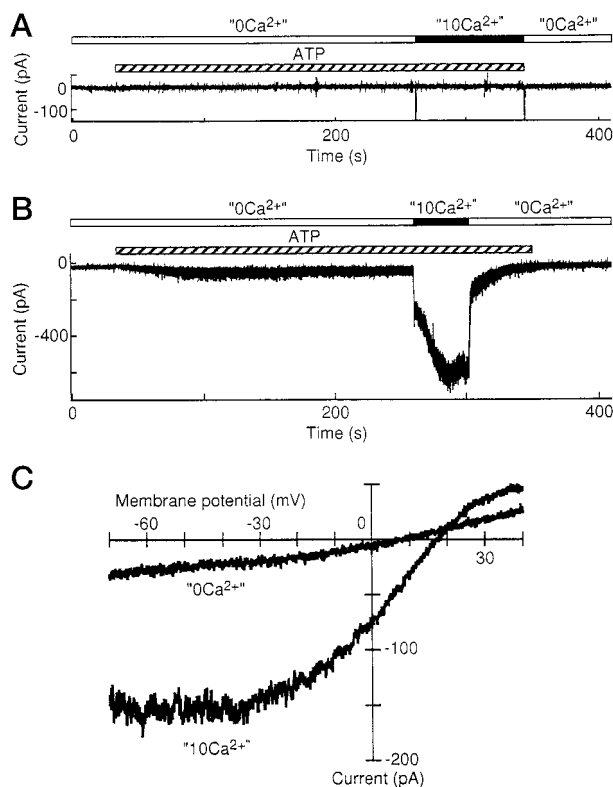 A
"0Ca2+" "10Ca2+" "0Ca2+"
ATP
Current (pA)
0
-100
0 200 400
Time (s)
B
"0Ca2+" "10Ca2+" "0Ca2+"
ATP
Current (pA)
0
-400
0 200 400
Time (s)
C
Membrane potential (mV)
-60 -30 0 30
"0Ca2+"
-100
"10Ca2+"
-200
Current (pA)